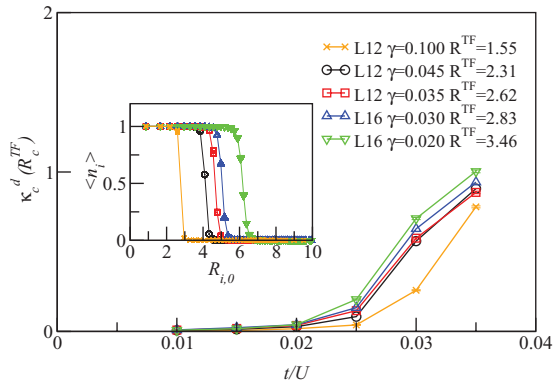 L12 γ=0.100 R^TF=1.55
L12 γ=0.045 R^TF=2.31
L12 γ=0.035 R^TF=2.62
L16 γ=0.030 R^TF=2.83
L16 γ=0.020 R^TF=3.46
κ_c^d (R_c^TF)
2
1
0
0 0.01 0.02 0.03 0.04
t/U
<n_i>
1
0.5
0
0 2 4 6 8 10
R_i,0